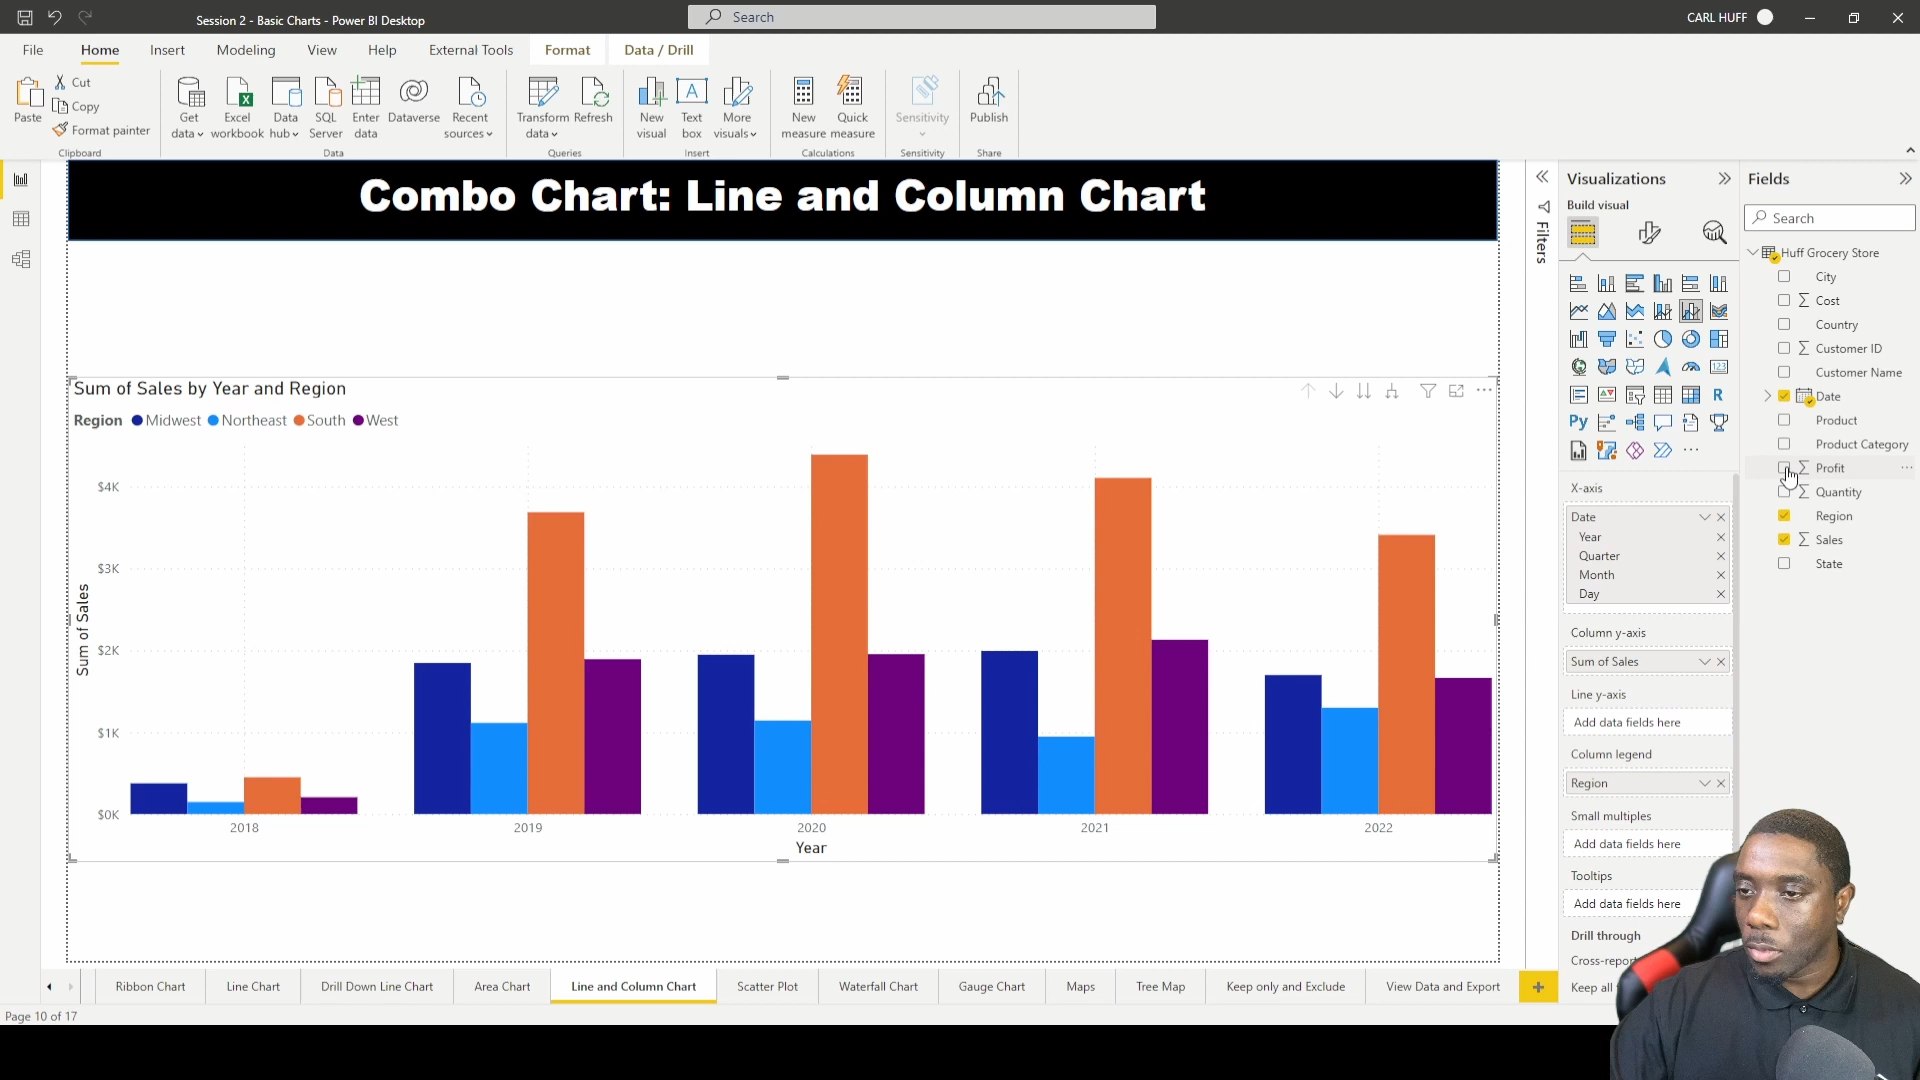 Session 2 - Basic Charts - Power BI Desktop
Search
CARL HUFF
File
Home
Insert
Modeling
View
Help
External Tools
Format
Data / Drill
Paste
Cut
Copy
Format painter
Clipboard
Get data
Excel workbook
Data hub
SQL Server
Enter data
Dataverse
Recent sources
Data
Transform data
Refresh
Queries
New visual
Text box
More visuals
Insert
New measure
Quick measure
Calculations
Sensitivity
Sensitivity
Publish
Share
Combo Chart: Line and Column Chart
Sum of Sales by Year and Region
Region Midwest Northeast South West
Sum of Sales
$4K
$3K
$2K
$1K
$0K
2018 2019 2020 2021 2022
Year
Filters
Visualizations
Build visual
R
Py
123
X-axis
Date
Year
Quarter
Month
Day
Column y-axis
Sum of Sales
Line y-axis
Add data fields here
Column legend
Region
Small multiples
Add data fields here
Tooltips
Add data fields here
Drill through
Cross-report
Keep all
Fields
Search
Huff Grocery Store
City
Cost
Country
Customer ID
Customer Name
Date
Product
Product Category
Profit
Quantity
Region
Sales
State
Ribbon Chart
Line Chart
Drill Down Line Chart
Area Chart
Line and Column Chart
Scatter Plot
Waterfall Chart
Gauge Chart
Maps
Tree Map
Keep only and Exclude
View Data and Export
Page 10 of 17